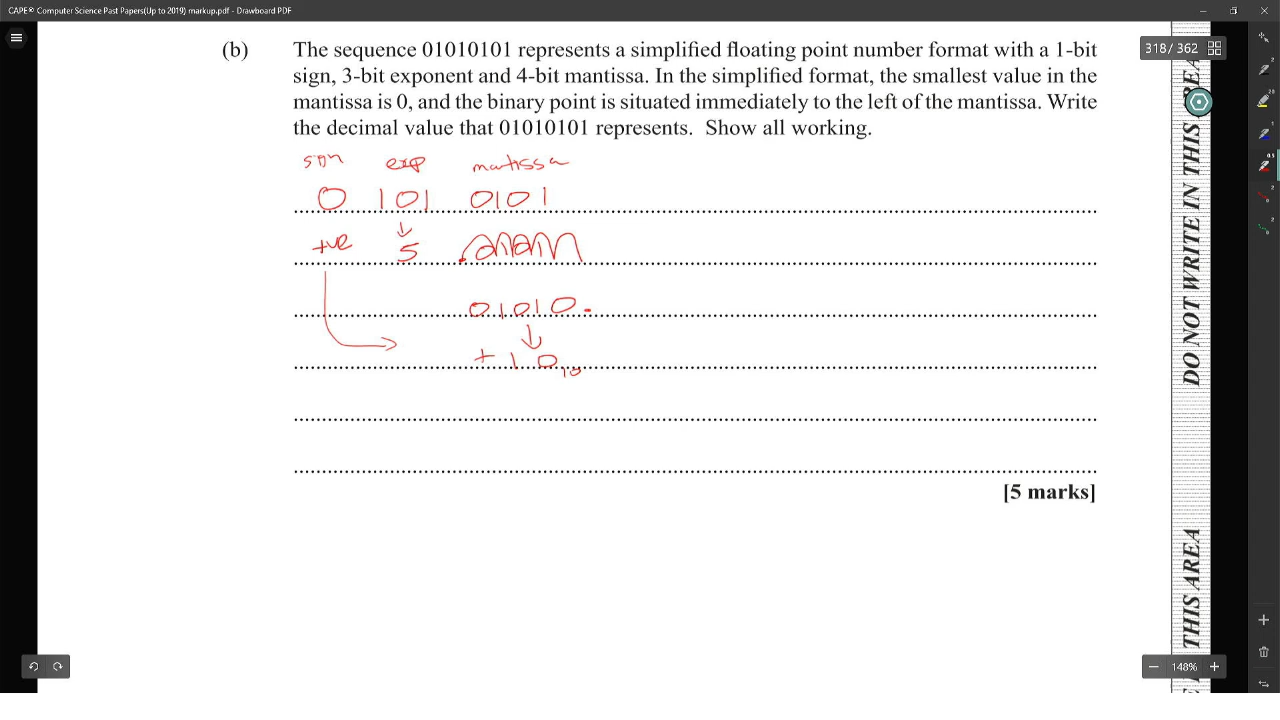 CAPE® Computer Science Past Papers(Up to 2019) markup.pdf - Drawboard PDF
318 / 362
(b) The sequence 01010101 represents a simplified floating point number format with a 1-bit
sign, 3-bit exponent and 4-bit mantissa. In the simplified format, the smallest value in the
mantissa is 0, and the binary point is situated immediately to the left of the mantissa. Write
the decimal value that 01010101 represents. Show all working.
sgn exp mantissa
0 101 0101
+ve 5
01010.
+10 10
[5 marks]
DO NOT WRITE IN THIS
THIS AREA
148%